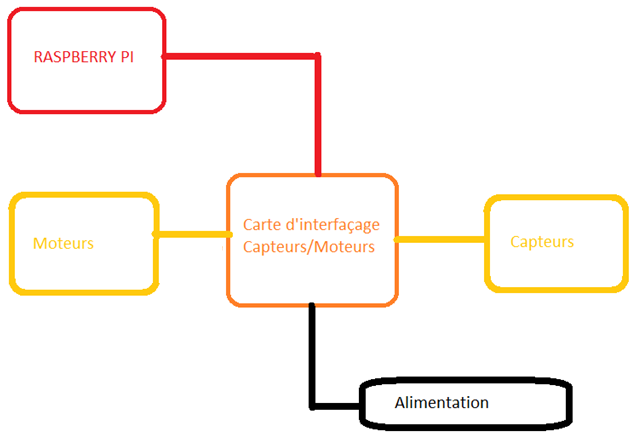 RASPBERRY PI
Carte d'interfaçage
Capteurs/Moteurs
Moteurs
Capteurs
Alimentation